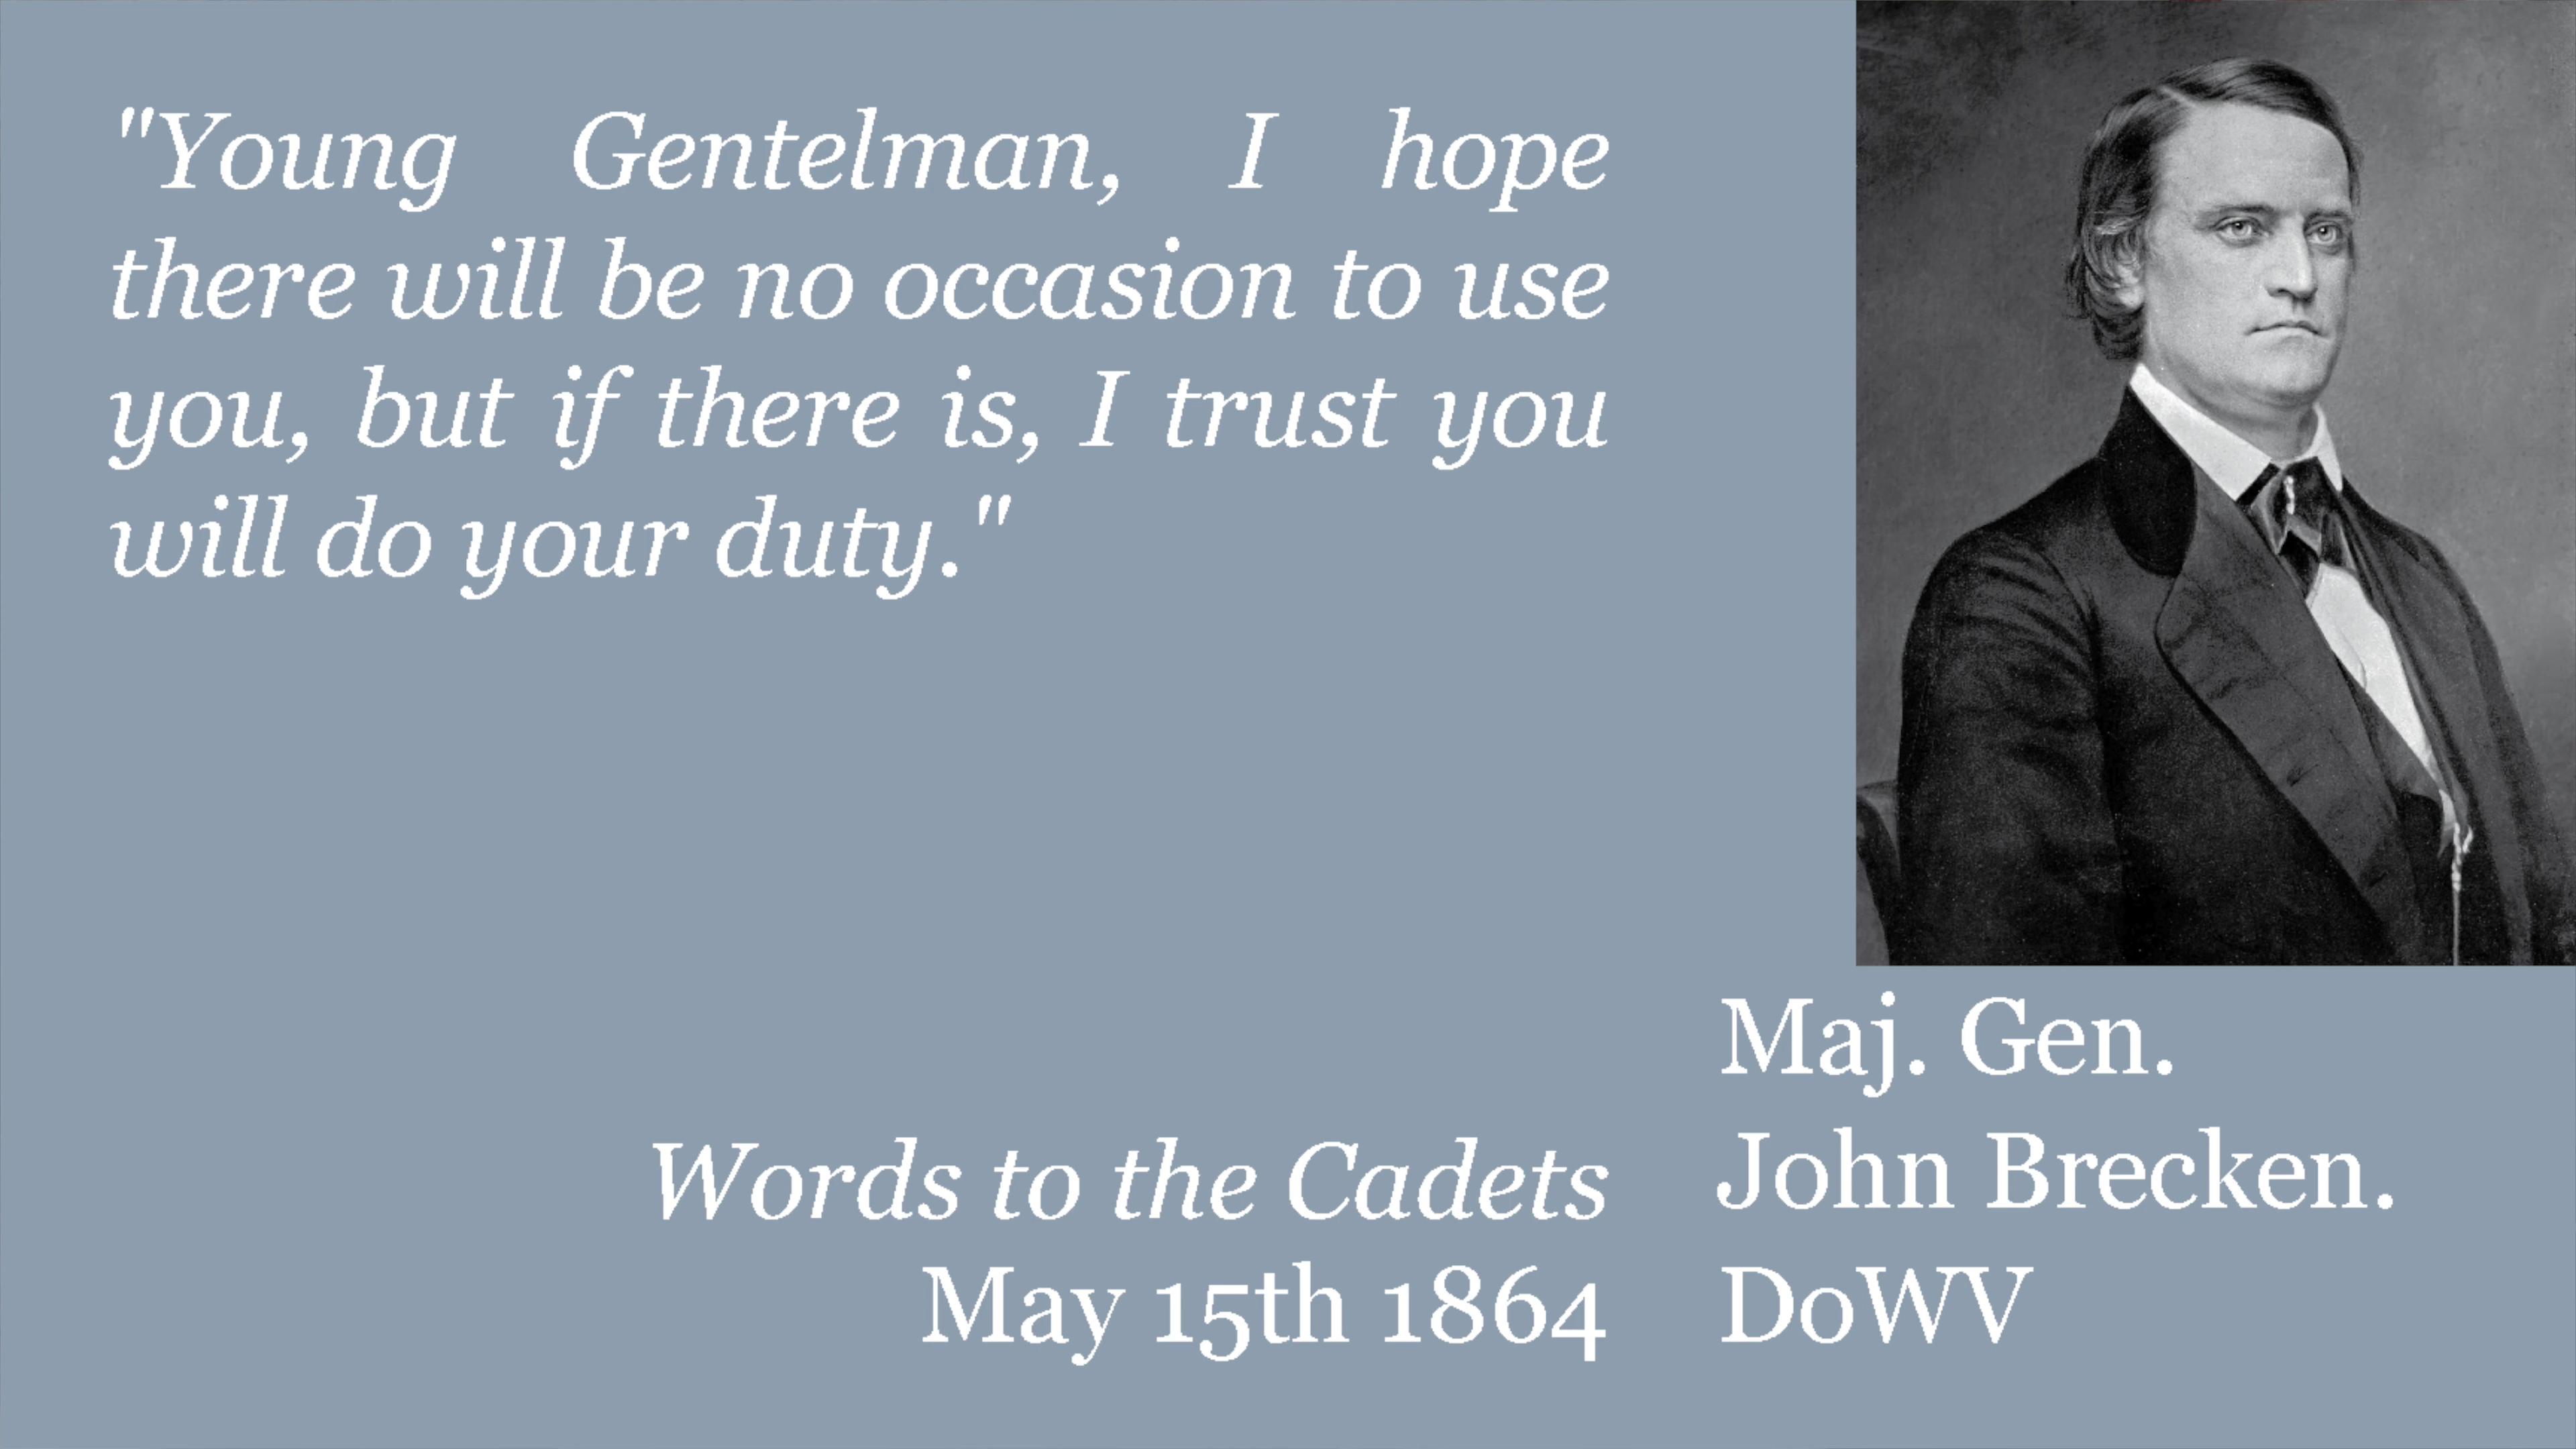 "Young Gentelman, I hope
there will be no occasion to use
you, but if there is, I trust you
will do your duty."
Words to the Cadets
May 15th 1864
Maj. Gen.
John Brecken.
DoWV